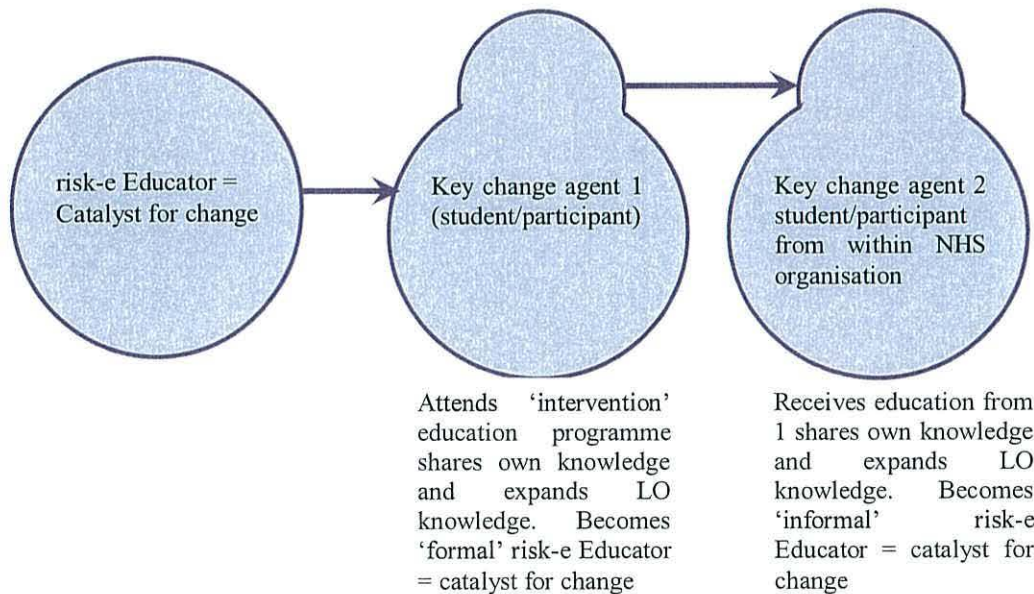 risk-e Educator =
Catalyst for change
Key change agent 1
(student/participant)
Key change agent 2
student/participant
from within NHS
organisation
Attends ‘intervention’
education programme
shares own knowledge
and expands LO
knowledge. Becomes
‘formal’ risk-e Educator
= catalyst for change
Receives education from
1 shares own knowledge
and expands LO
knowledge. Becomes
‘informal’ risk-e
Educator = catalyst for
change